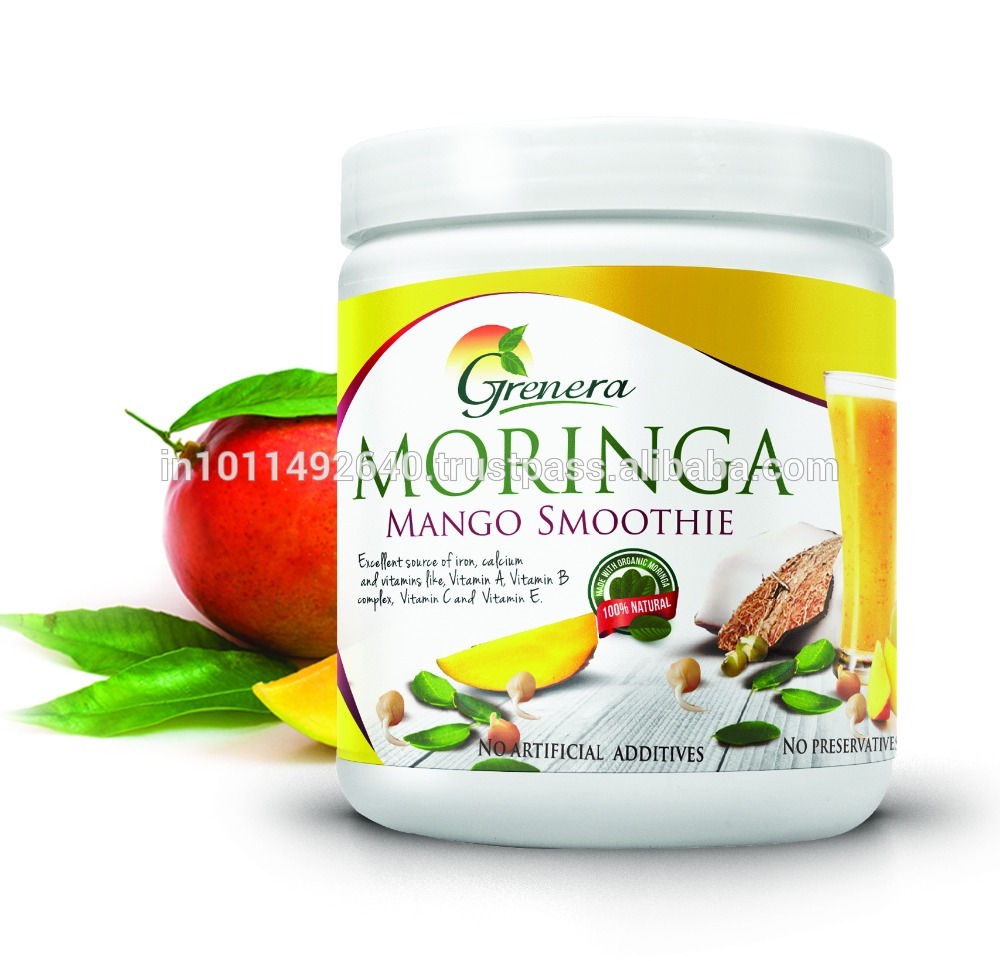 Grenera
MORINGA
in1011492640.trustpass.alibaba.com
MANGO SMOOTHIE
Excellent source of iron, calcium
and vitamins like, Vitamin A, Vitamin B
complex, Vitamin C and Vitamin E.
MADE WITH ORGANIC MORINGA
100% NATURAL
NO ARTIFICIAL ADDITIVES
NO PRESERVATIVES